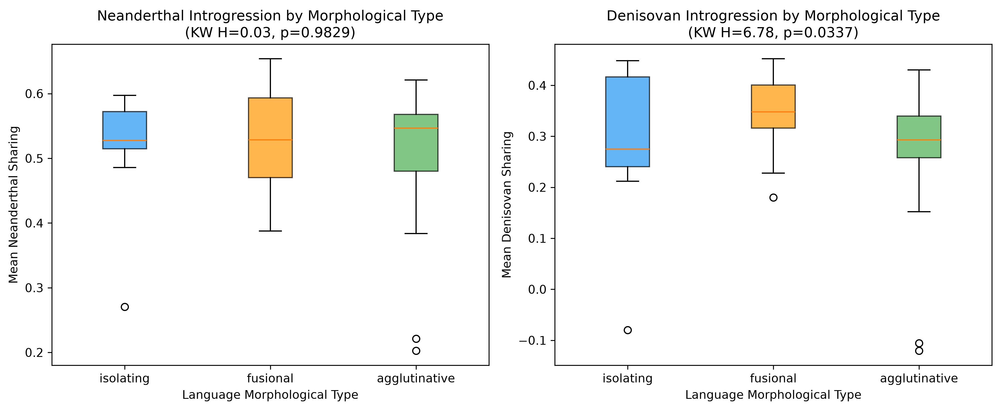 Neanderthal Introgression by Morphological Type
(KW H=0.03, p=0.9829)
Mean Neanderthal Sharing
0.6
0.5
0.4
0.3
0.2
isolating
fusional
agglutinative
Language Morphological Type
Denisovan Introgression by Morphological Type
(KW H=6.78, p=0.0337)
Mean Denisovan Sharing
0.4
0.3
0.2
0.1
0.0
−0.1
isolating
fusional
agglutinative
Language Morphological Type